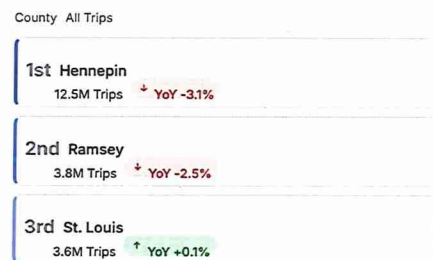 County All Trips
1st Hennepin
12.5M Trips ↓ YoY -3.1%
2nd Ramsey
3.8M Trips ↓ YoY -2.5%
3rd St. Louis
3.6M Trips ↑ YoY +0.1%